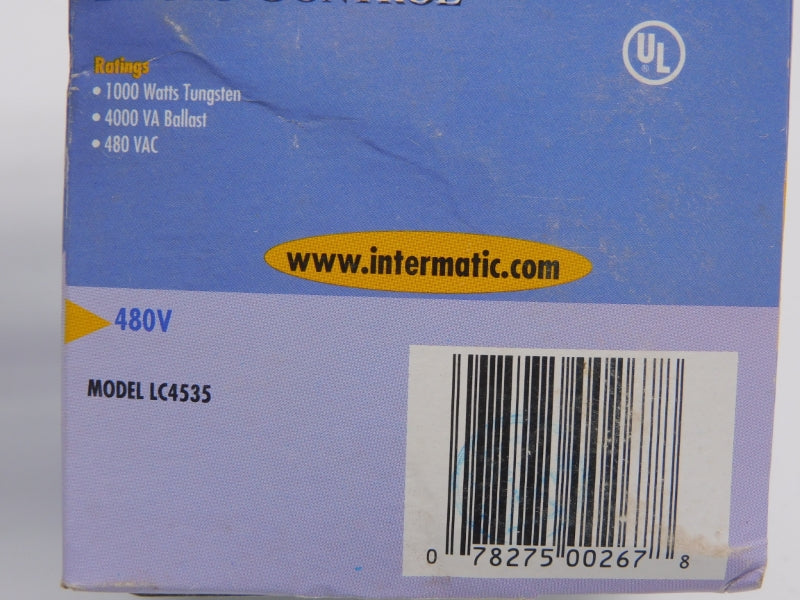 CONTROL
Ratings
• 1000 Watts Tungsten
• 4000 VA Ballast
• 480 VAC
UL
®
www.intermatic.com
480V
MODEL LC4535
0 78275 00267 8